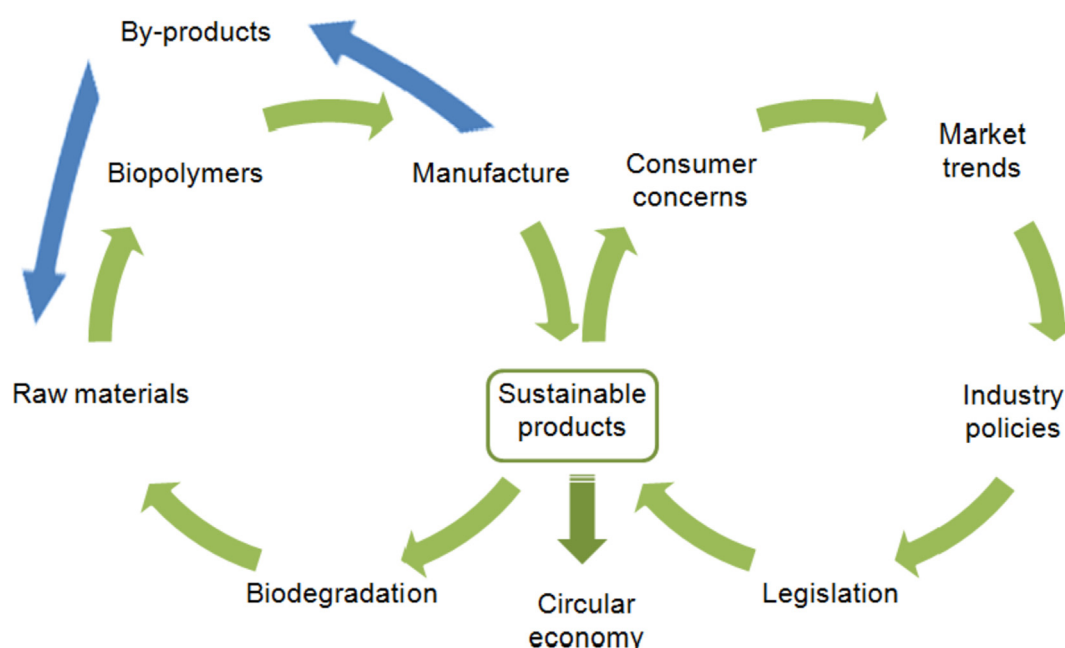 By-products
Biopolymers
Manufacture
Consumer
concerns
Market
trends
Raw materials
Sustainable
products
Industry
policies
Biodegradation
Circular
economy
Legislation